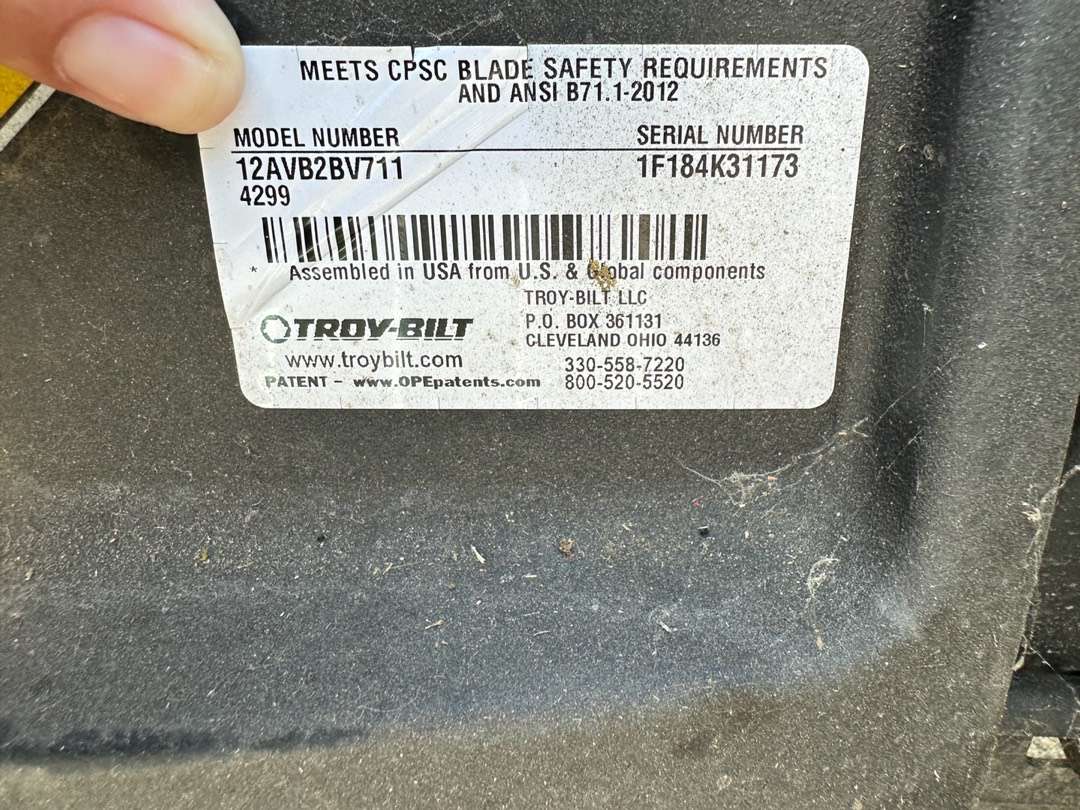 MEETS CPSC BLADE SAFETY REQUIREMENTS
AND ANSI B71.1-2012
MODEL NUMBER SERIAL NUMBER
12AVB2BV711 1F184K31173
4299
* Assembled in USA from U.S. & Global components
TROY-BILT LLC
TROY-BILT P.O. BOX 361131
CLEVELAND OHIO 44136
www.troybilt.com 330-558-7220
PATENT - www.OPEpatents.com 800-520-5520